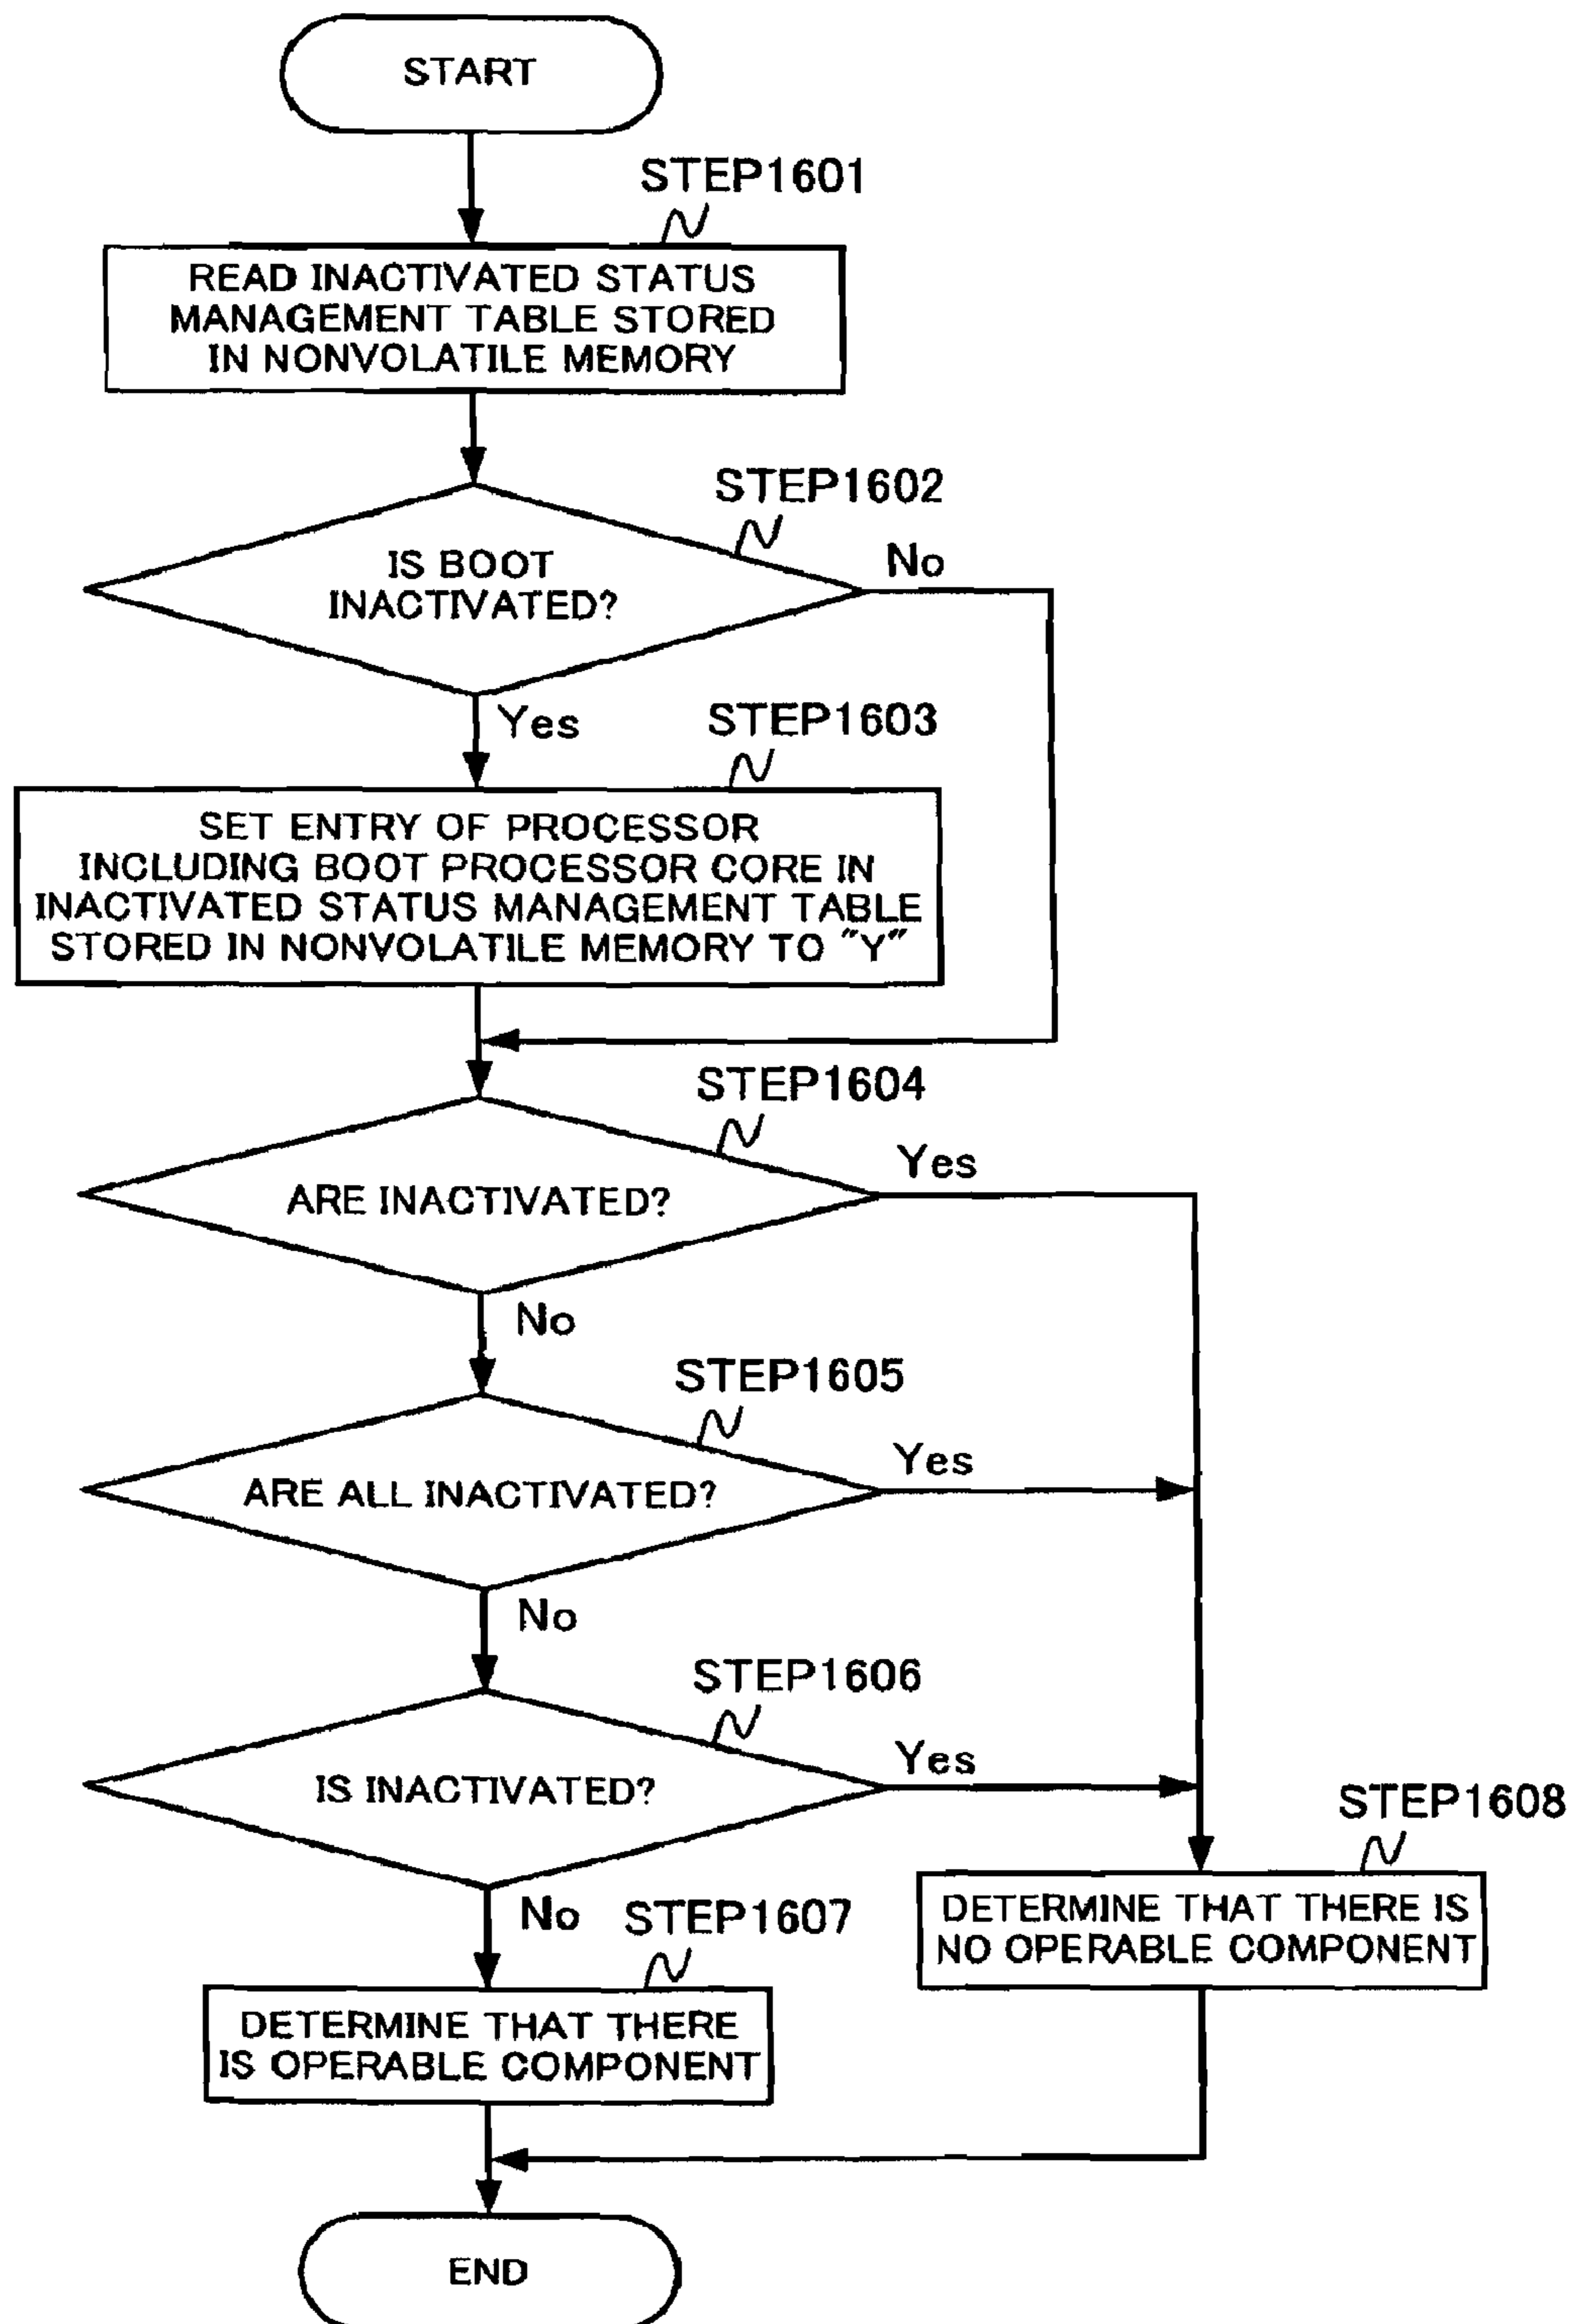 START
STEP1601
READ INACTIVATED STATUS
MANAGEMENT TABLE STORED
IN NONVOLATILE MEMORY
STEP1602
IS BOOT
INACTIVATED?
No
Yes
STEP1603
SET ENTRY OF PROCESSOR
INCLUDING BOOT PROCESSOR CORE IN
INACTIVATED STATUS MANAGEMENT TABLE
STORED IN NONVOLATILE MEMORY TO "Y"
STEP1604
ARE INACTIVATED?
Yes
No
STEP1605
ARE ALL INACTIVATED?
Yes
No
STEP1606
IS INACTIVATED?
Yes
No
STEP1608
DETERMINE THAT THERE IS
NO OPERABLE COMPONENT
STEP1607
DETERMINE THAT THERE
IS OPERABLE COMPONENT
END